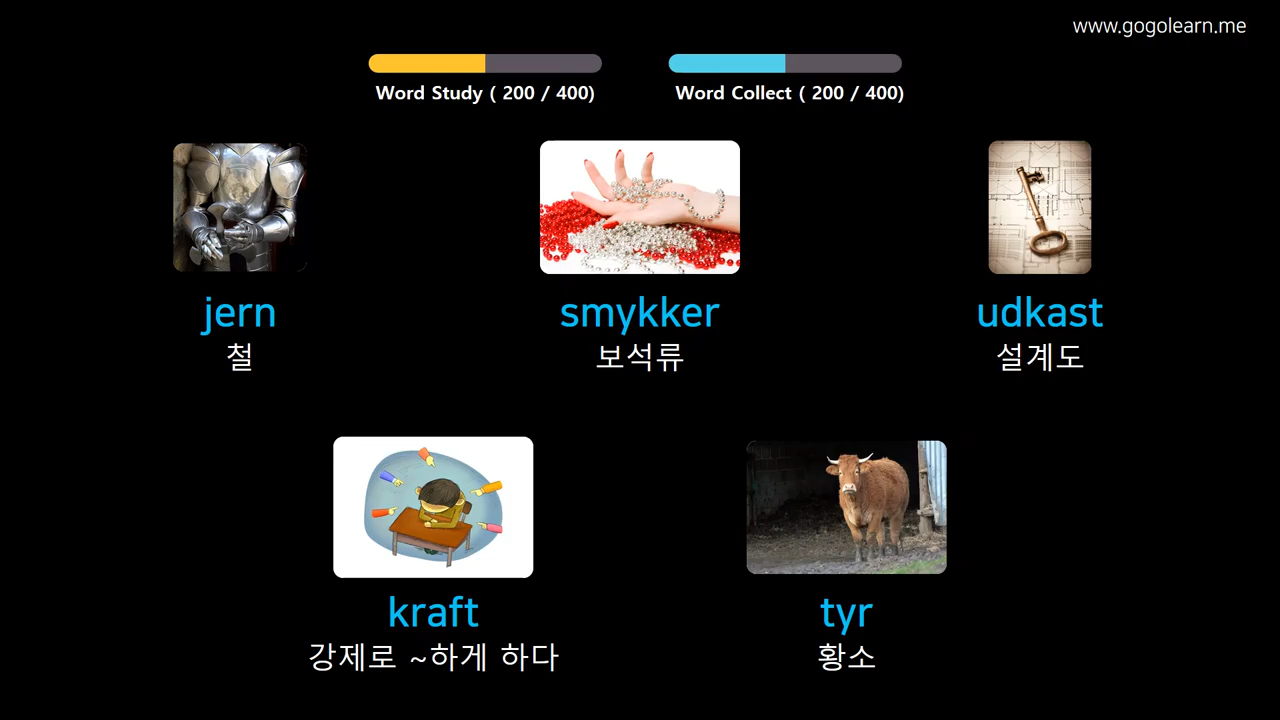 www.gogolearn.me
Word Study ( 200 / 400)
Word Collect ( 200 / 400)
jern
철
smykker
보석류
udkast
설계도
kraft
강제로 ~하게 하다
tyr
황소